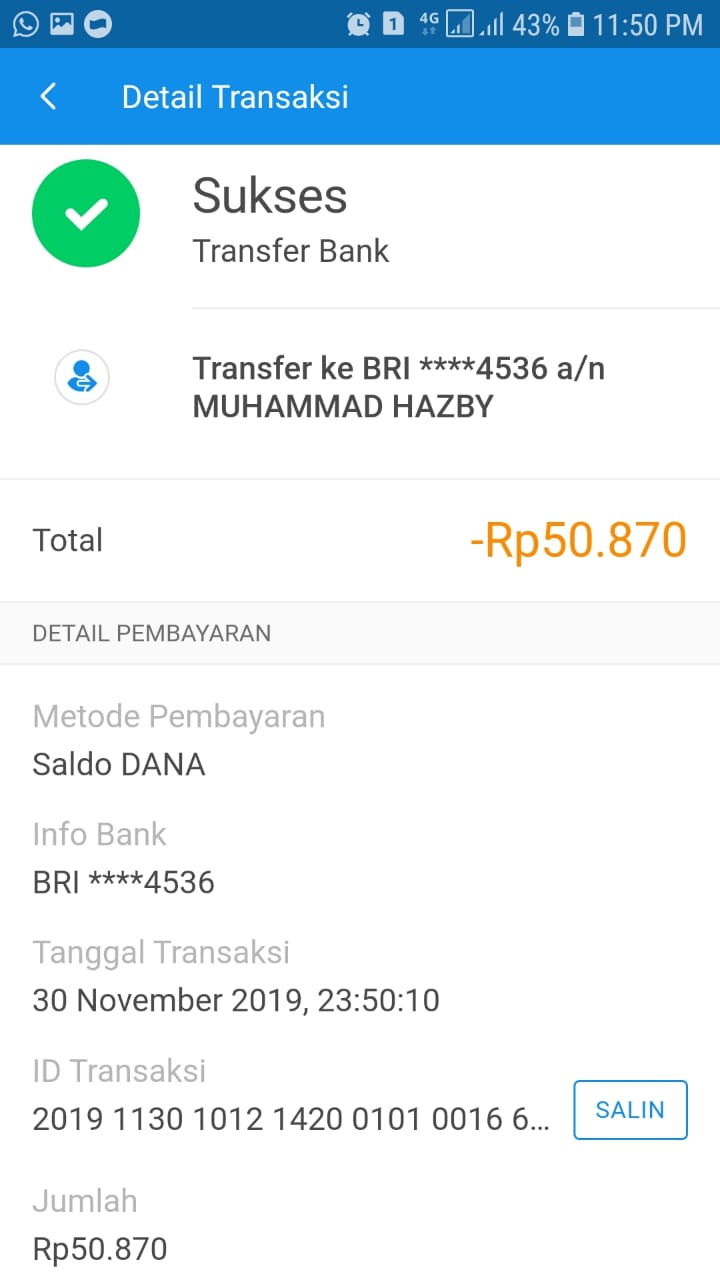 4G 43% 11:50 PM
1
Detail Transaksi
Sukses
Transfer Bank
Transfer ke BRI ****4536 a/n
MUHAMMAD HAZBY
Total
-Rp50.870
DETAIL PEMBAYARAN
Metode Pembayaran
Saldo DANA
Info Bank
BRI ****4536
Tanggal Transaksi
30 November 2019, 23:50:10
ID Transaksi
2019 1130 1012 1420 0101 0016 6...
SALIN
Jumlah
Rp50.870